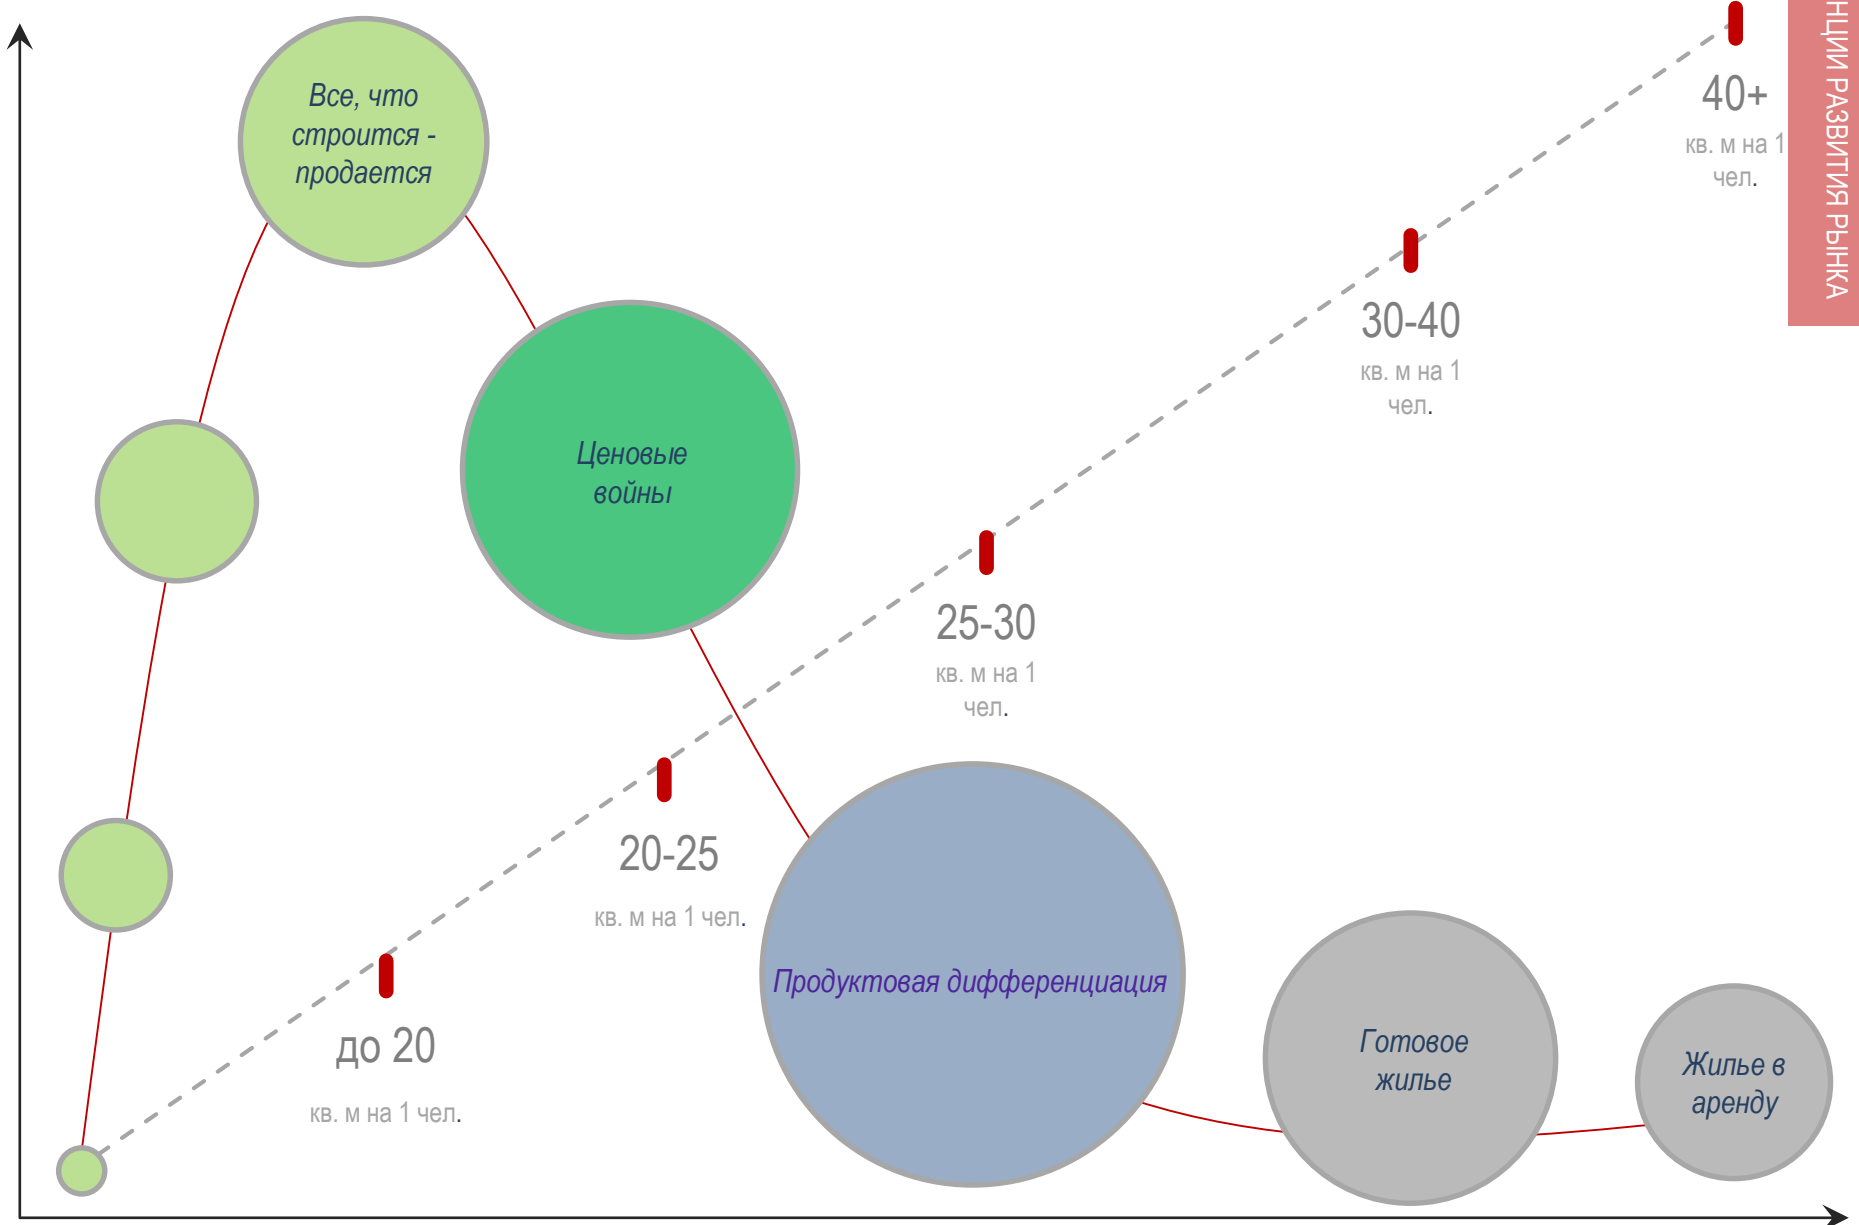 Все, что
строится -
продается
40+
кв. м на 1
чел.
РАЗВИТИЯ РЫНКА
30-40
кв. м на 1
чел.
Ценовые
войны
25-30
кв. м на 1
чел.
20-25
кв. м на 1 чел.
Продуктовая дифференциация
до 20
кв. м на 1 чел.
Готовое
жилье
Жилье в
аренду